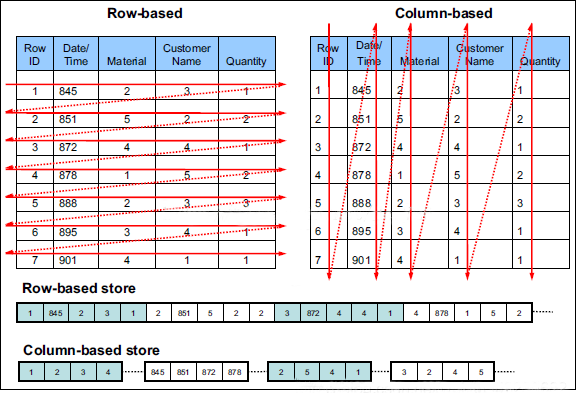 Row-based Column-based
Row ID Date/ Time Material Customer Name Quantity Row ID Date/ Time Material Customer Name Quantity
1 845 2 3 1 1 845 2 3 1
2 851 5 2 2 2 851 5 2 2
3 872 4 4 1 3 872 4 4 1
4 878 1 5 2 4 878 1 5 2
5 888 2 3 3 5 888 2 3 3
6 895 3 4 1 6 895 3 4 1
7 901 4 1 1 7 901 4 1 1
Row-based store
1 845 2 3 1 2 851 5 2 2 3 872 4 4 1 4 878 1 5 2
Column-based store
1 2 3 4 845 851 872 878 2 5 4 1 3 2 4 5